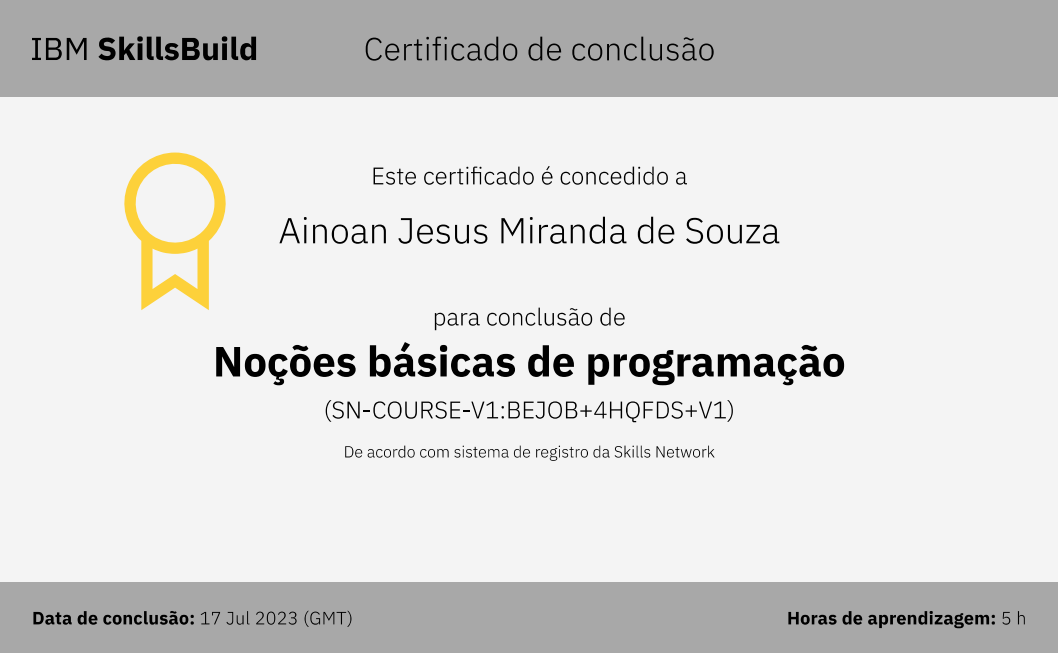 IBM SkillsBuild
Certificado de conclusão
Este certificado é concedido a
Ainoan Jesus Miranda de Souza
para conclusão de
Noções básicas de programação
(SN-COURSE-V1:BEJOB+4HQFDS+V1)
De acordo com sistema de registro da Skills Network
Data de conclusão: 17 Jul 2023 (GMT)
Horas de aprendizagem: 5 h